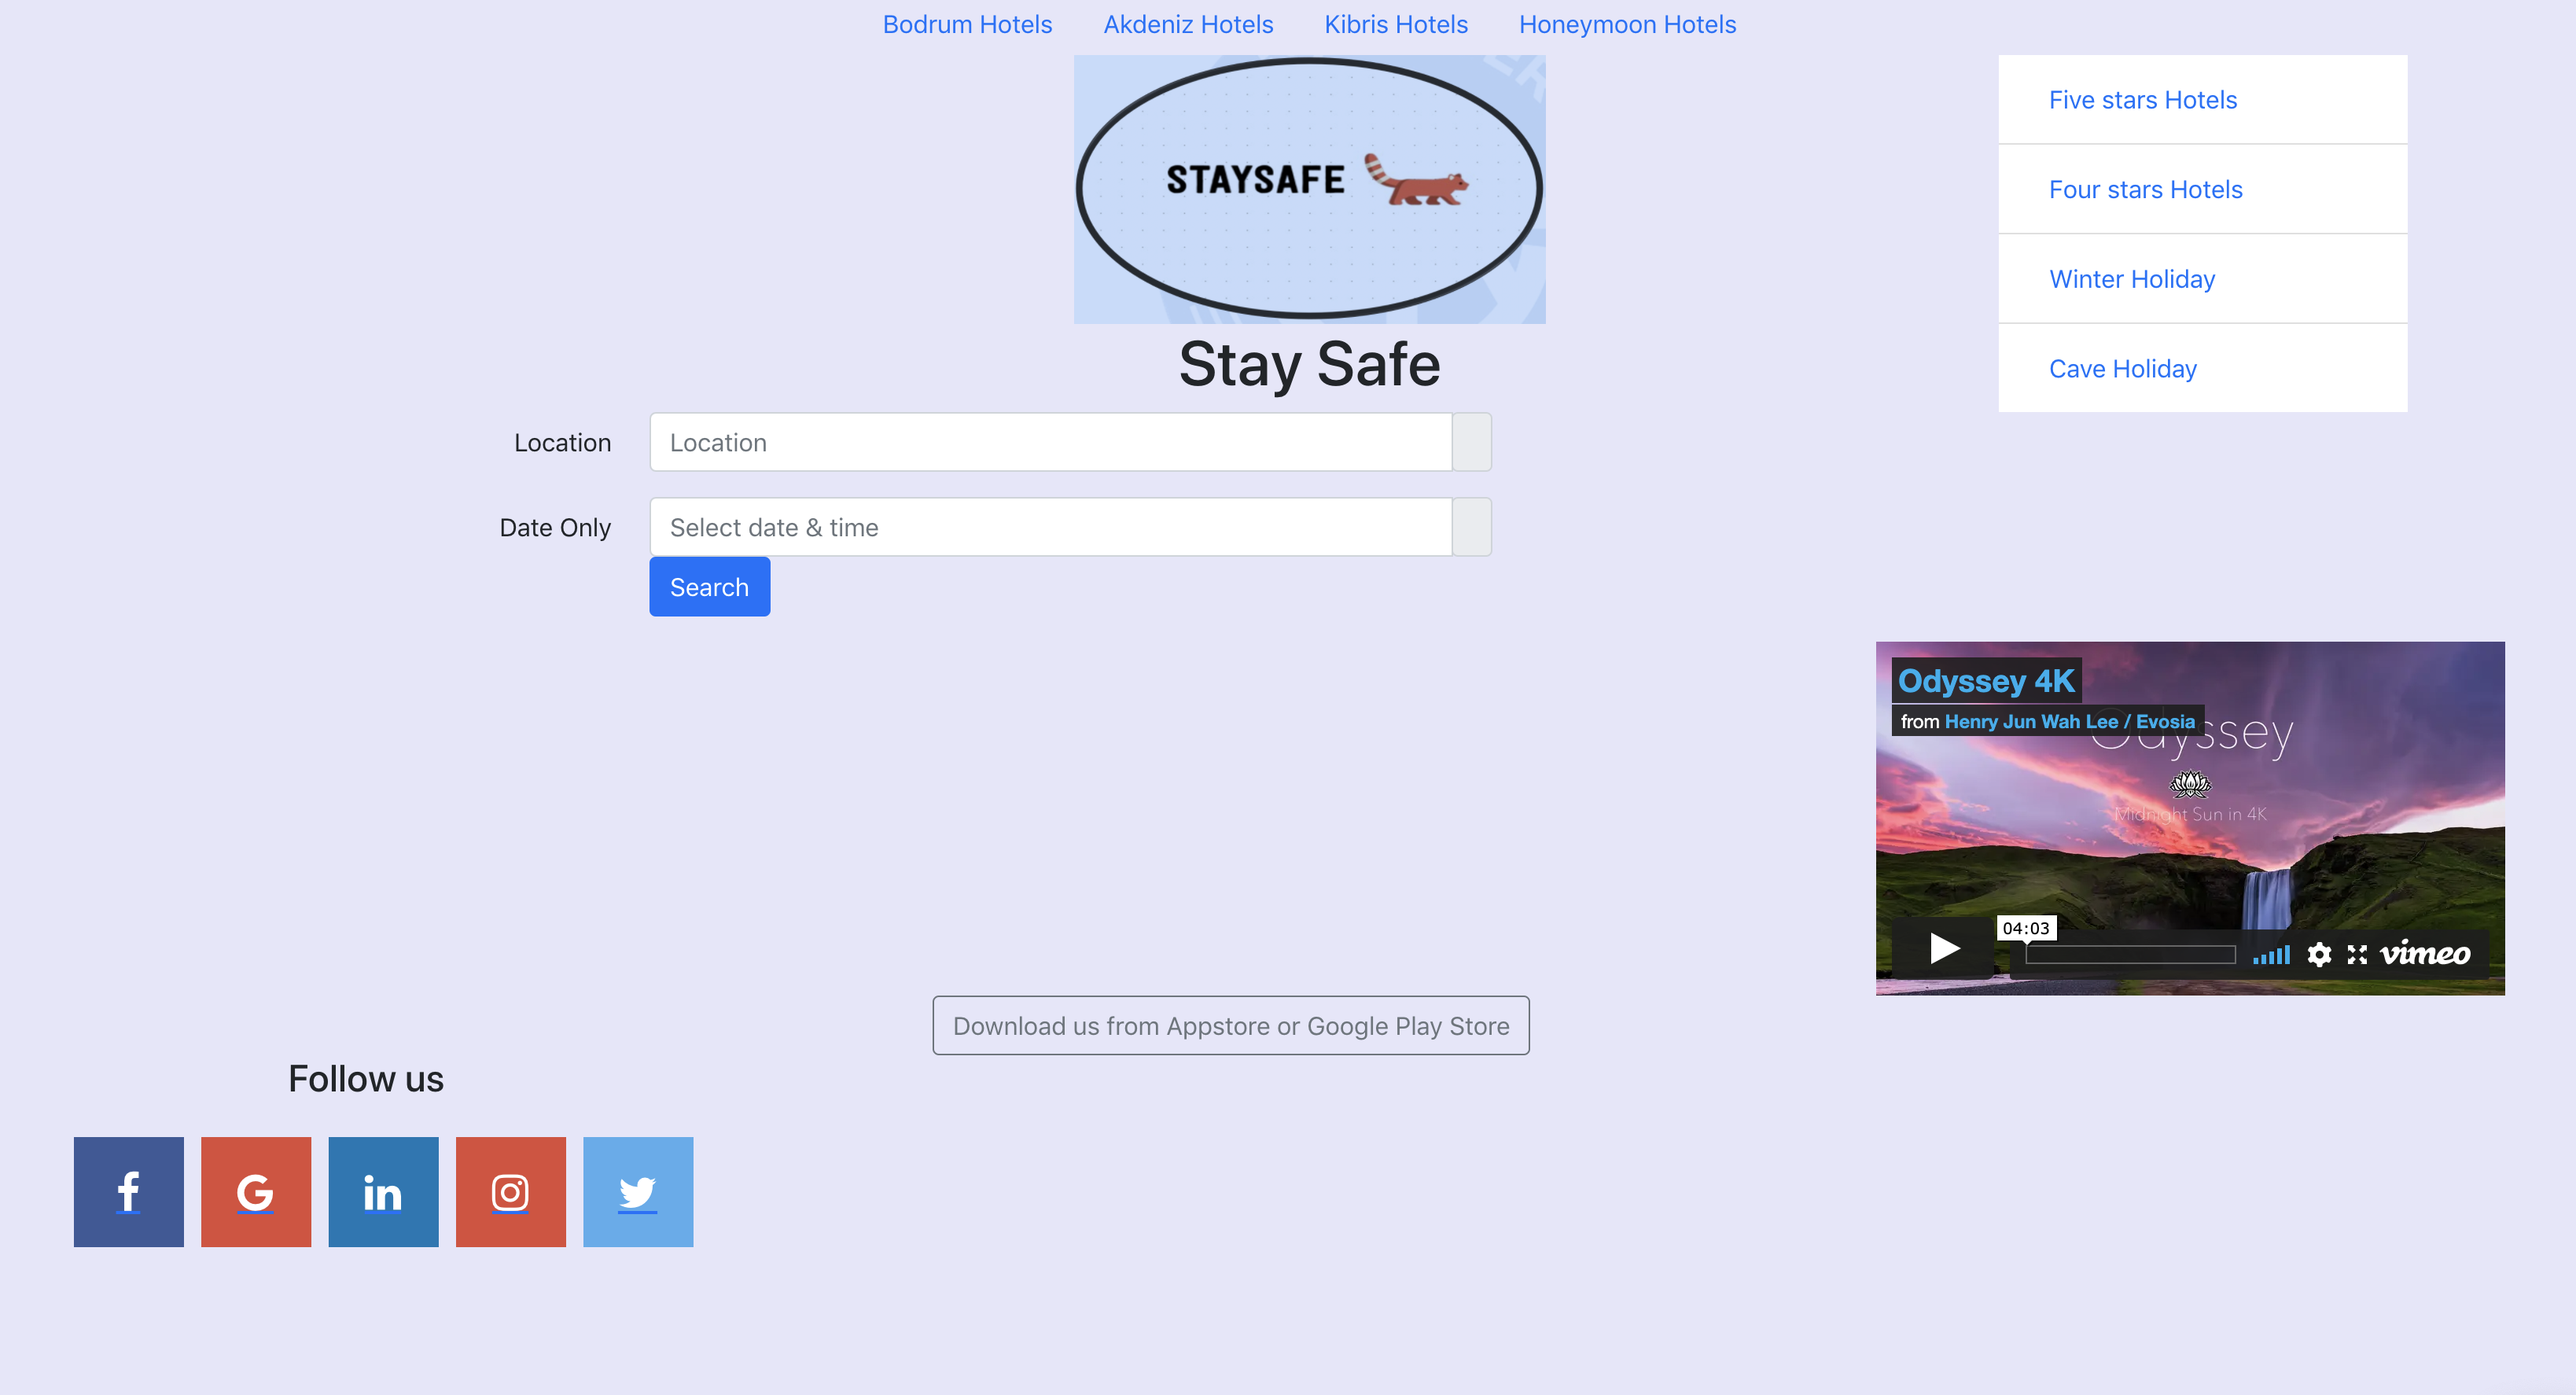 Bodrum Hotels Akdeniz Hotels Kibris Hotels Honeymoon Hotels
STAYSAFE
Five stars Hotels
Four stars Hotels
Winter Holiday
Cave Holiday
Stay Safe
Location Location
Date Only Select date & time
Search
Odyssey 4K
from Henry Jun Wah Lee / Evosia
Odyssey
Midnight Sun in 4K
04:03
vimeo
Download us from Appstore or Google Play Store
Follow us